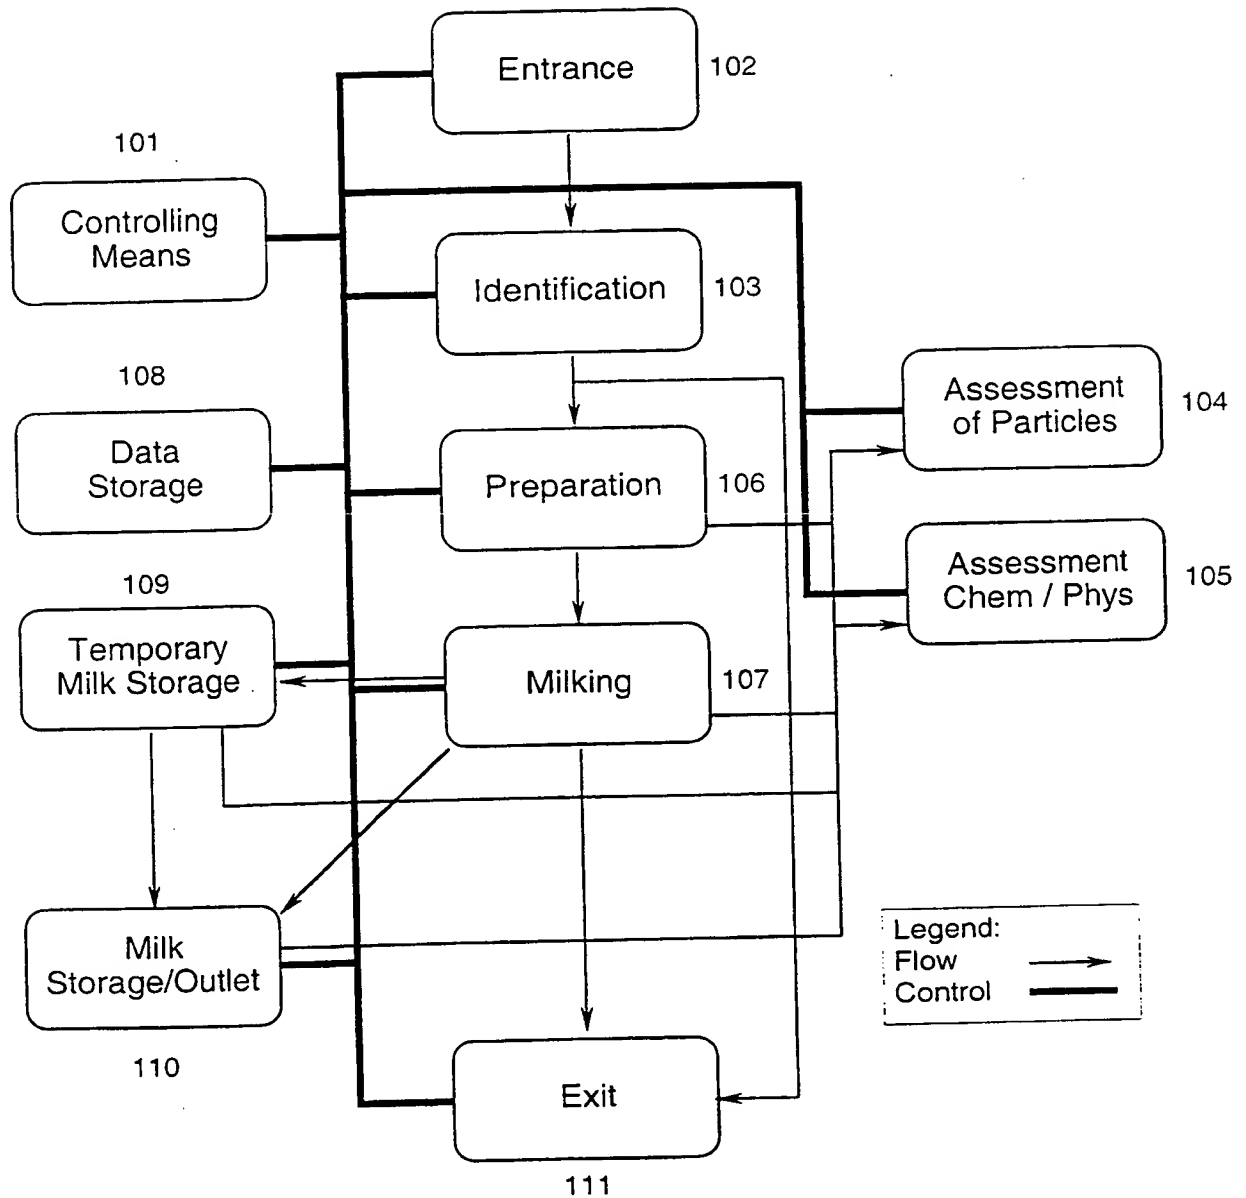 Entrance
102
101
Controlling
Means
Identification
103
108
Data
Storage
Assessment
of Particles
104
Preparation
106
Assessment
Chem / Phys
105
109
Temporary
Milk Storage
Milking
107
Milk
Storage/Outlet
110
Legend:
Flow
Control
Exit
111